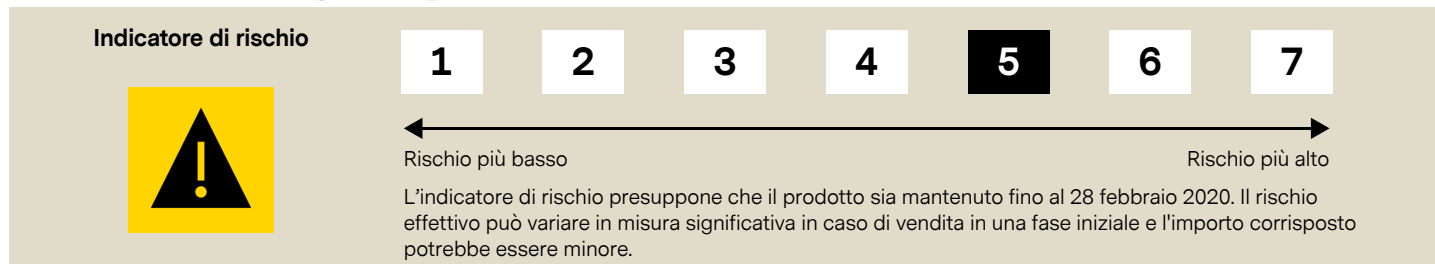 Indicatore di rischio
1 2 3 4 5 6 7
Rischio più basso Rischio più alto
L'indicatore di rischio presuppone che il prodotto sia mantenuto fino al 28 febbraio 2020. Il rischio
effettivo può variare in misura significativa in caso di vendita in una fase iniziale e l'importo corrisposto
potrebbe essere minore.